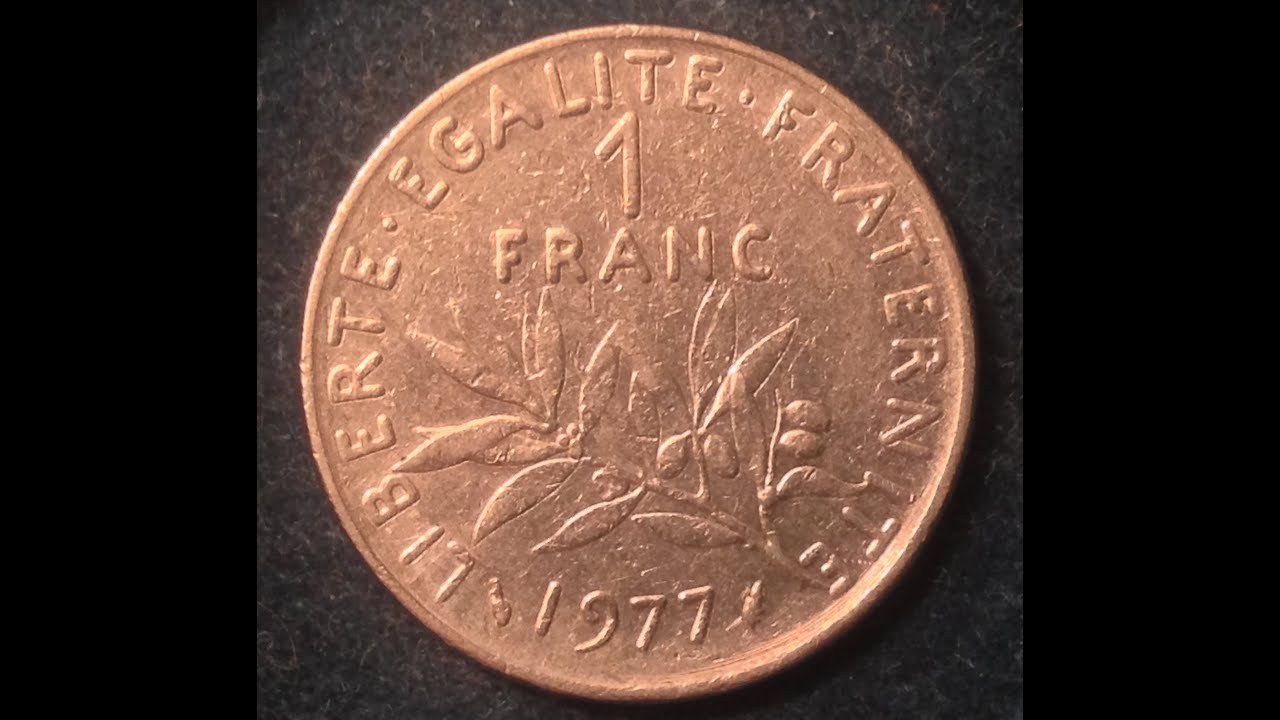 LIBERTE · EGALITE · FRATERNITE
1
FRANC
1977